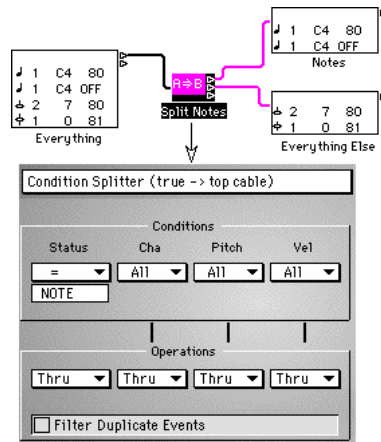 1 C4 80
1 C4 OFF
2 7 80
1 0 81
Everything
A⇒B
Split Notes
1 C4 80
1 C4 OFF
Notes
2 7 80
1 0 81
Everything Else
Condition Splitter (true -> top cable)
Conditions
Status Cha Pitch Vel
= All All All
NOTE
Operations
Thru Thru Thru Thru
Filter Duplicate Events